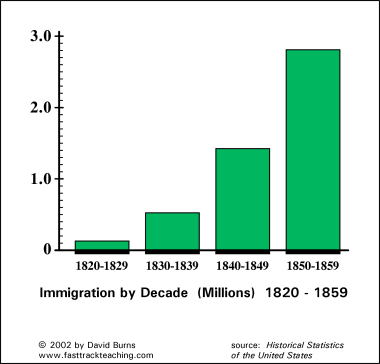 3.0
2.0
1.0
0
1820-1829 1830-1839 1840-1849 1850-1859
Immigration by Decade (Millions) 1820 - 1859
© 2002 by David Burns
www.fasttrackteaching.com
source: Historical Statistics
of the United States